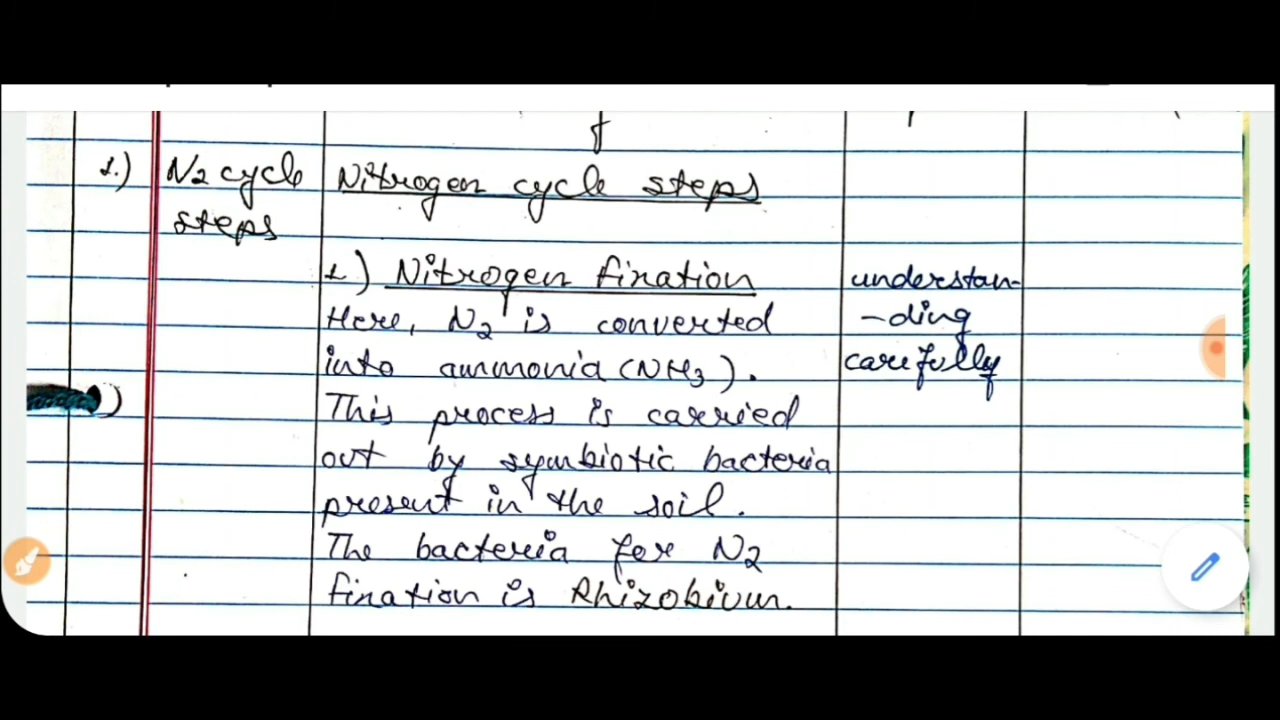 1.) N2 cycle steps
Nitrogen cycle steps
1.) Nitrogen fixation
Here, N2 is converted
into ammonia (NH3).
This process is carried
out by symbiotic bacteria
present in the soil.
The bacteria for N2
fixation is Rhizobium.
understan-
-ding
carefully